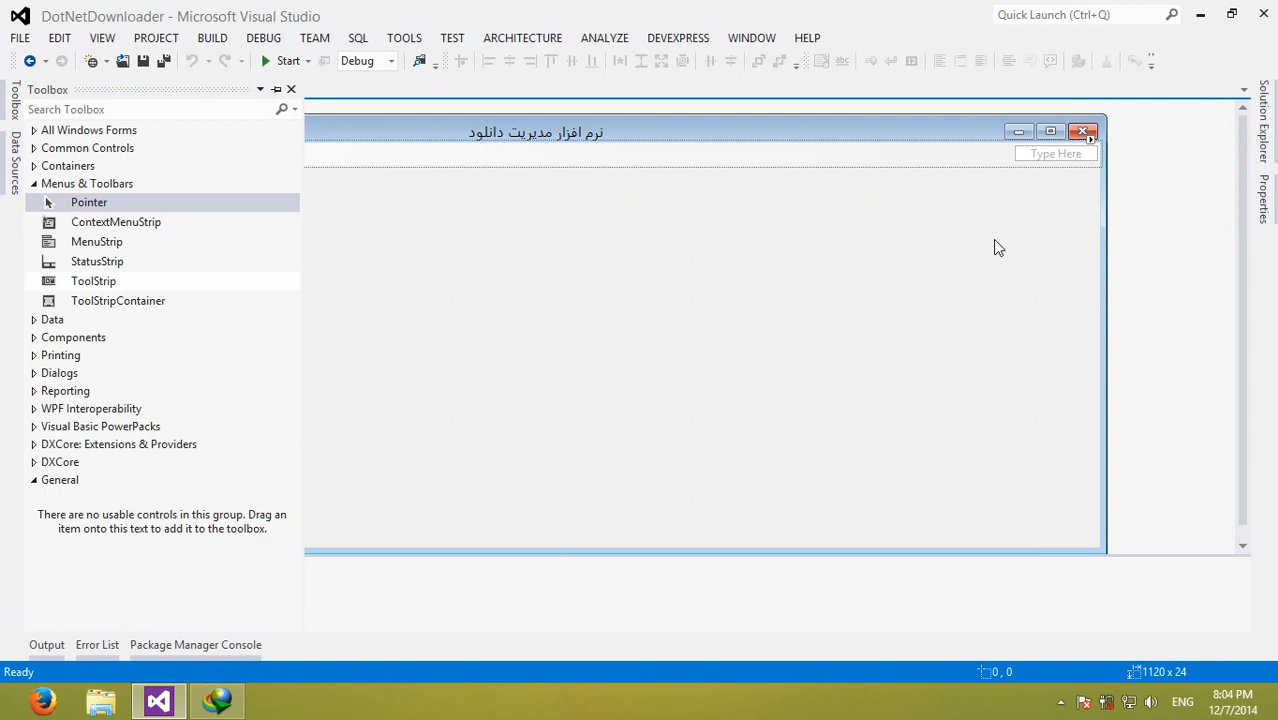 DotNetDownloader - Microsoft Visual Studio
Quick Launch (Ctrl+Q)
FILE EDIT VIEW PROJECT BUILD DEBUG TEAM SQL TOOLS TEST ARCHITECTURE ANALYZE DEVEXPRESS WINDOW HELP
Start Debug
Toolbox
Data Sources
Toolbox
Search Toolbox
All Windows Forms
Common Controls
Containers
Menus & Toolbars
Pointer
ContextMenuStrip
MenuStrip
StatusStrip
ToolStrip
ToolStripContainer
Data
Components
Printing
Dialogs
Reporting
WPF Interoperability
Visual Basic PowerPacks
DXCore: Extensions & Providers
DXCore
General
There are no usable controls in this group. Drag an
item onto this text to add it to the toolbox.
نرم افزار مدیریت دانلود
Type Here
Solution Explorer
Properties
Output Error List Package Manager Console
Ready
0 , 0
1120 x 24
ENG
8:04 PM
12/7/2014